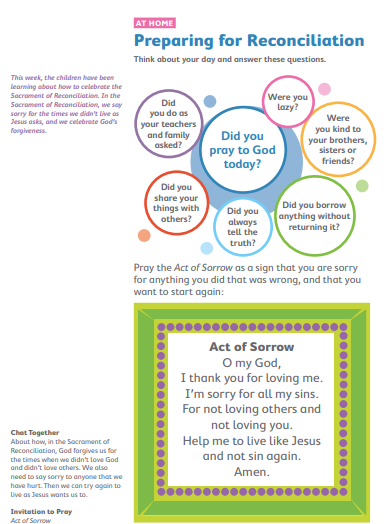 AT HOME
Preparing for Reconciliation
Think about your day and answer these questions.
This week, the children have been
learning about how to celebrate the
Sacrament of Reconciliation. In the
Sacrament of Reconciliation, we say
sorry for the times we didn't live as
Jesus asks, and we celebrate God's
forgiveness.
Did
you do as
your teachers
and family
asked?
Did you
pray to God
today?
Were you
lazy?
Were
you kind to
your brothers,
sisters or
friends?
Did you
share your
things with
others?
Did you
always
tell the
truth?
Did you borrow
anything without
returning it?
Pray the Act of Sorrow as a sign that you are sorry
for anything you did that was wrong, and that you
want to start again:
Act of Sorrow
O my God,
I thank you for loving me.
I'm sorry for all my sins.
For not loving others and
not loving you.
Help me to live like Jesus
and not sin again.
Amen.
Chat Together
About how, in the Sacrament of
Reconciliation, God forgives us for
the times when we didn't love God
and didn't love others. We also
need to say sorry to anyone that we
have hurt. Then we can try again to
live as Jesus wants us to.
Invitation to Pray
Act of Sorrow